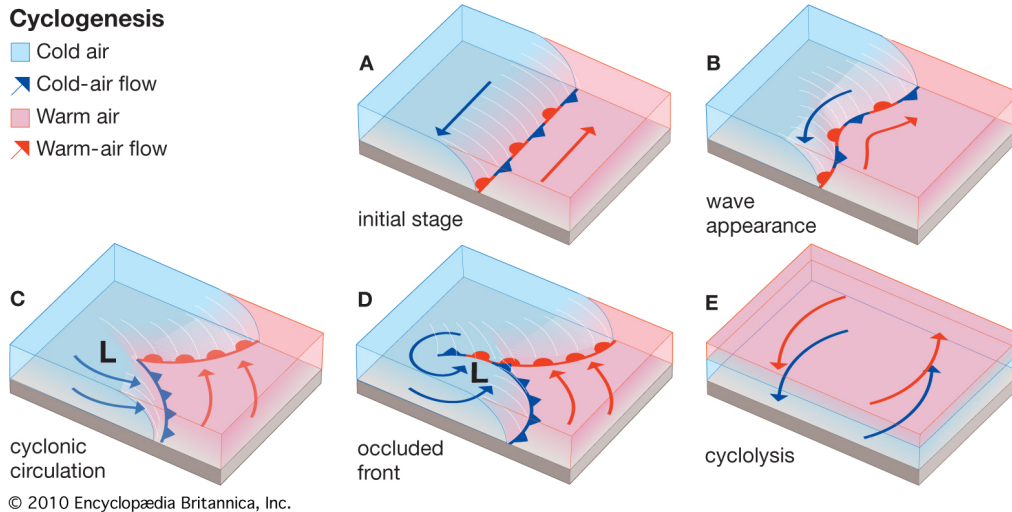 Cyclogenesis
Cold air
Cold-air flow
Warm air
Warm-air flow
A
initial stage
B
wave
appearance
C
L
cyclonic
circulation
D
L
occluded
front
E
cyclolysis
© 2010 Encyclopædia Britannica, Inc.